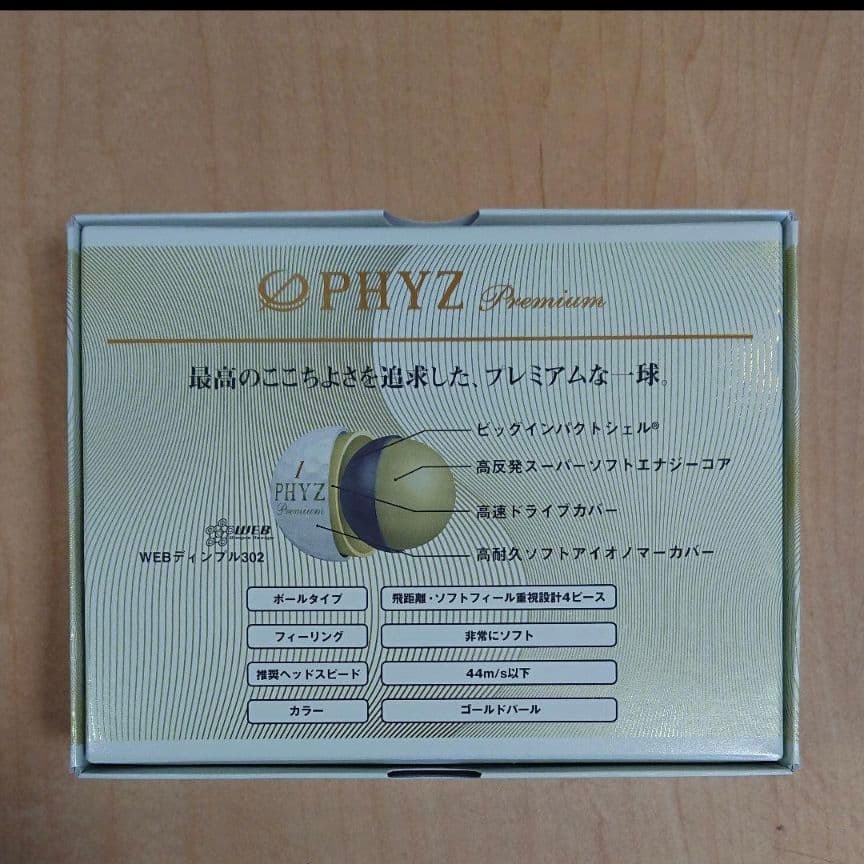 PHYZ Premium
最高のここちよさを追求した、プレミアムな一球。
ビッグインパクトシェル®
高反発スーパーソフトエナジーコア
1
PHYZ
Premium
高速ドライブカバー
WEB
WEBディンプル302
高耐久ソフトアイオノマーカバー
ボールタイプ 飛距離・ソフトフィール重視設計4ピース
フィーリング 非常にソフト
推奨ヘッドスピード 44m/s以下
カラー ゴールドパール